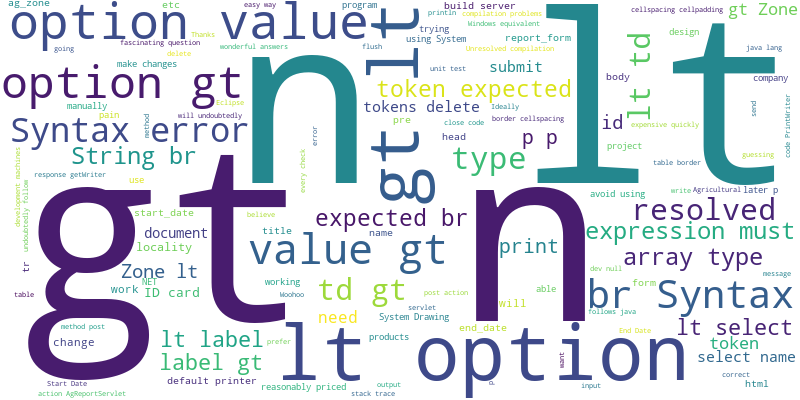 ag_zone
etc
option value
Thanks
fascinating question
going
easy way
wonderful answers
program
println
trying
using System
flush
build server
compilation problems
Windows equivalent
report_form
Unresolved compilation
cellspacing cellpadding
gt Zone
design
java lang
company
body
submit
unit test
make changes
delete
option gt
manually
pain
Eclipse
will undoubtedly
token expected
tokens delete
Ideally
pre
close code
border cellspacing
head
lt td
id
p p
expensive quickly
project
send
code PrintWriter
Syntax error
method
String br
error
n
lt
gt
lt
type
table border
guessing
response getWriter
development machines
undoubtedly follow
every check
use
avoid using
write
Agricultural
later p
start_date
believe
document
locality
title
expected br
name
print
resolved
expression must
array type
tr
Zone lt
value gt
working
NET
work
ID card
table
td gt
Woohoo
need
n
gt
post action
servlet
System Drawing
will
able
dev null
form
message
follows java
br Syntax
method post
change
lt label
label gt
prefer
products
end_date
lt option
want
End Date
lt select
token
select name
correct
html
Start Date
action AgReportServlet
default printer
reasonably priced
output
stack trace
p
input